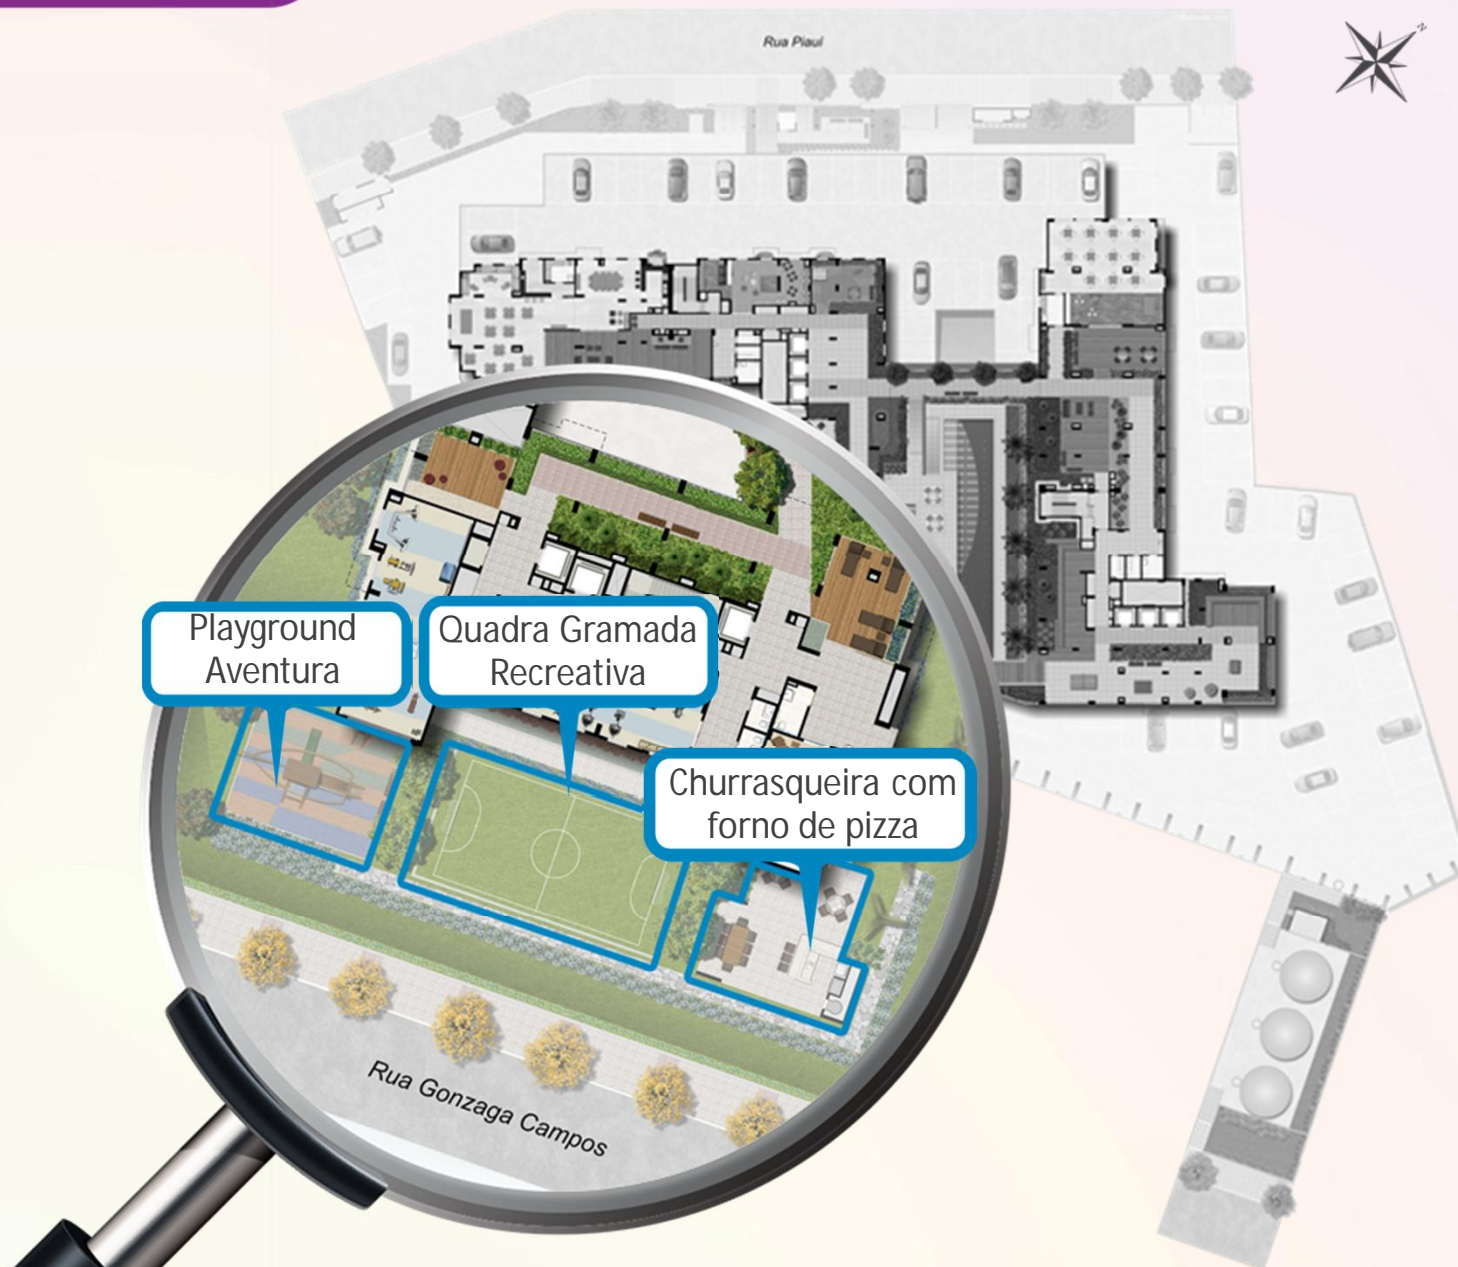 Rua Piauí
N
Playground
Aventura
Quadra Gramada
Recreativa
Churrasqueira com
forno de pizza
Rua Gonzaga Campos